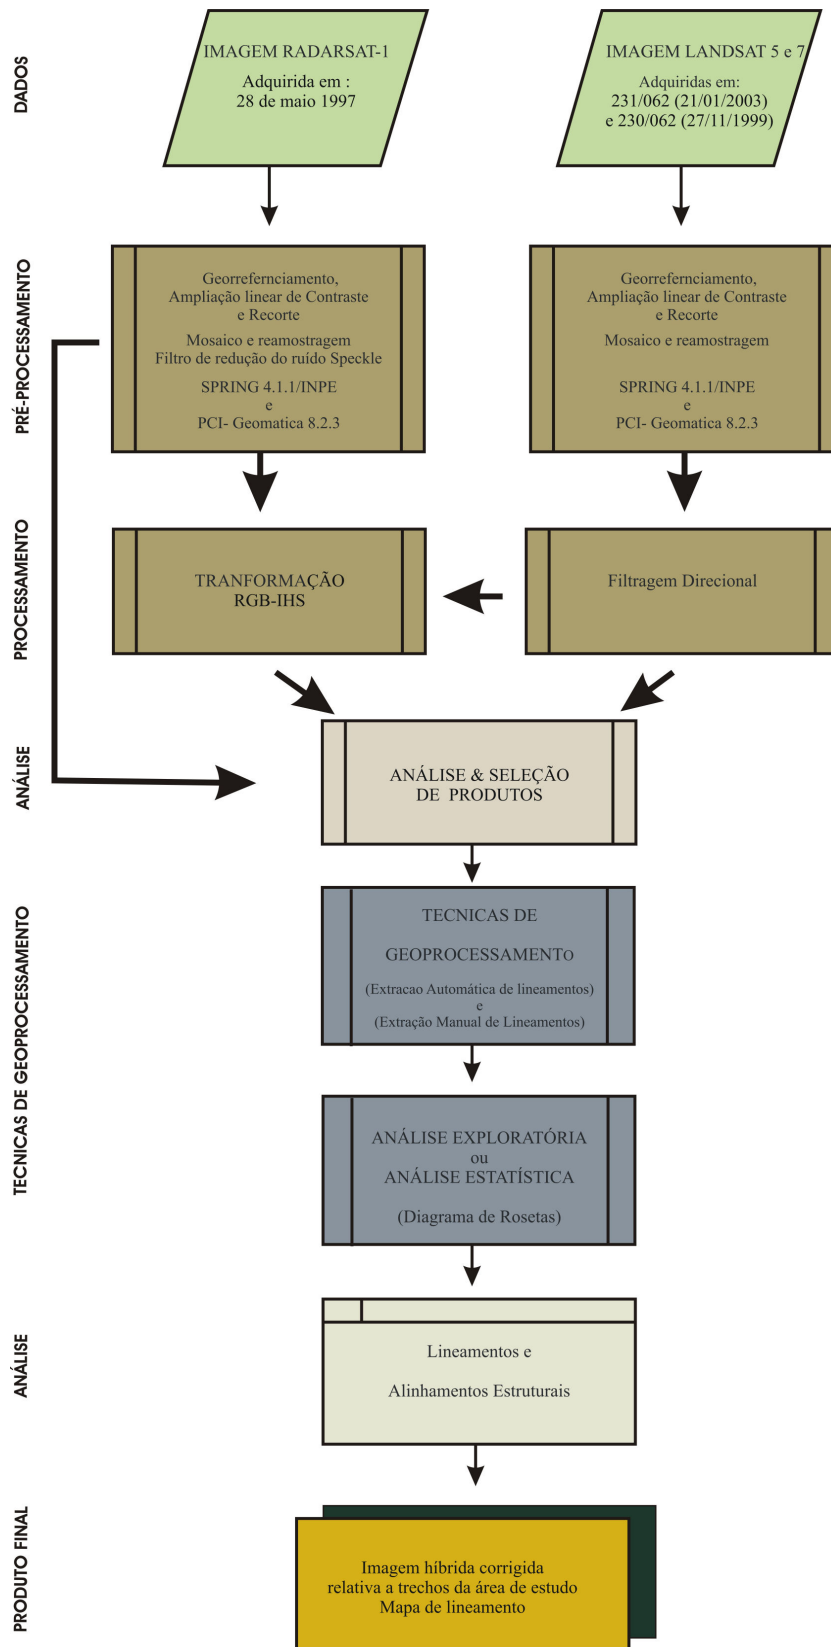 DADOS
IMAGEM RADARSAT-1
Adquirida em :
28 de maio 1997
IMAGEM LANDSAT 5 e 7
Adquiridas em:
231/062 (21/01/2003)
e 230/062 (27/11/1999)
PRÉ-PROCESSAMENTO
Georrefernciamento,
Ampliação linear de Contraste
e Recorte
Mosaico e reamostragem
Filtro de redução do ruído Speckle
SPRING 4.1.1/INPE
e
PCI- Geomatica 8.2.3
Georrefernciamento,
Ampliação linear de Contraste
e Recorte
Mosaico e reamostragem
SPRING 4.1.1/INPE
e
PCI- Geomatica 8.2.3
PROCESSAMENTO
TRANFORMAÇÃO
RGB-IHS
Filtragem Direcional
ANÁLISE
ANÁLISE & SELEÇÃO
DE PRODUTOS
TECNICAS DE GEOPROCESSAMENTO
TECNICAS DE
GEOPROCESSAMENTO
(Extracao Automática de lineamentos)
e
(Extração Manual de Lineamentos)
ANÁLISE EXPLORATÓRIA
ou
ANÁLISE ESTATÍSTICA
(Diagrama de Rosetas)
ANÁLISE
Lineamentos e
Alinhamentos Estruturais
PRODUTO FINAL
Imagem híbrida corrigida
relativa a trechos da área de estudo
Mapa de lineamento